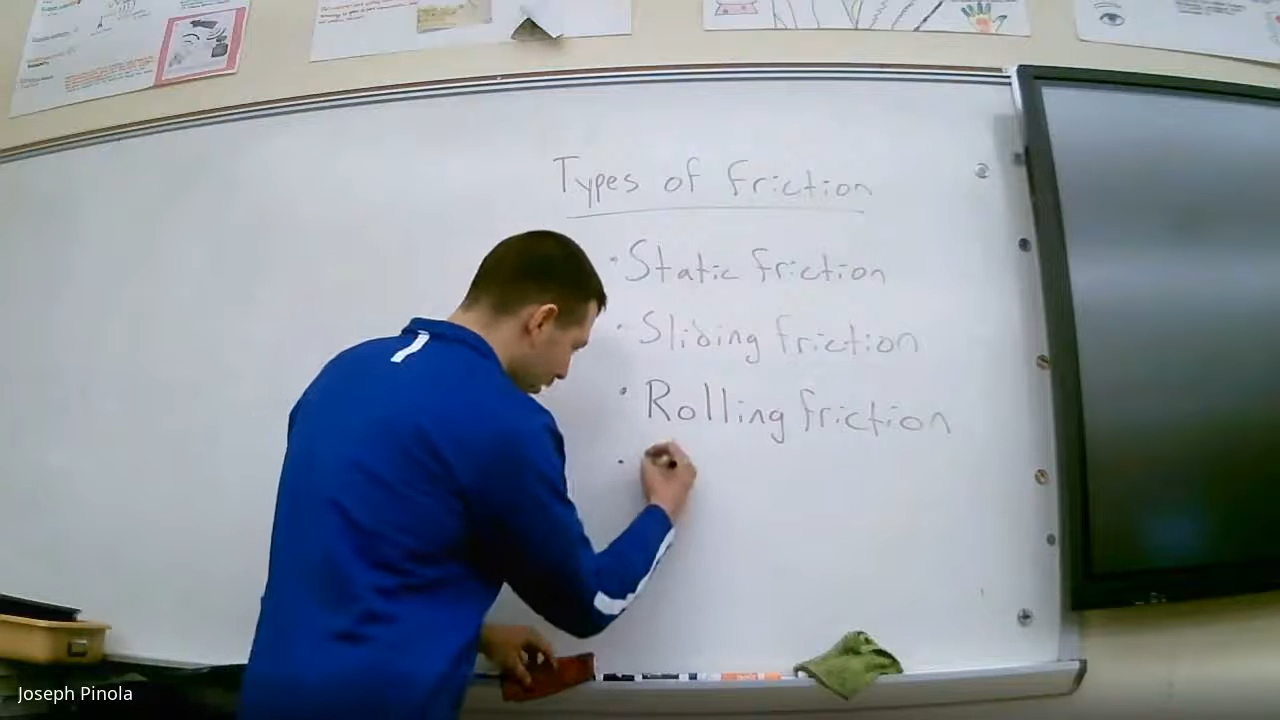 Types of friction
• Static friction
• Sliding friction
• Rolling friction
•
Joseph Pinola